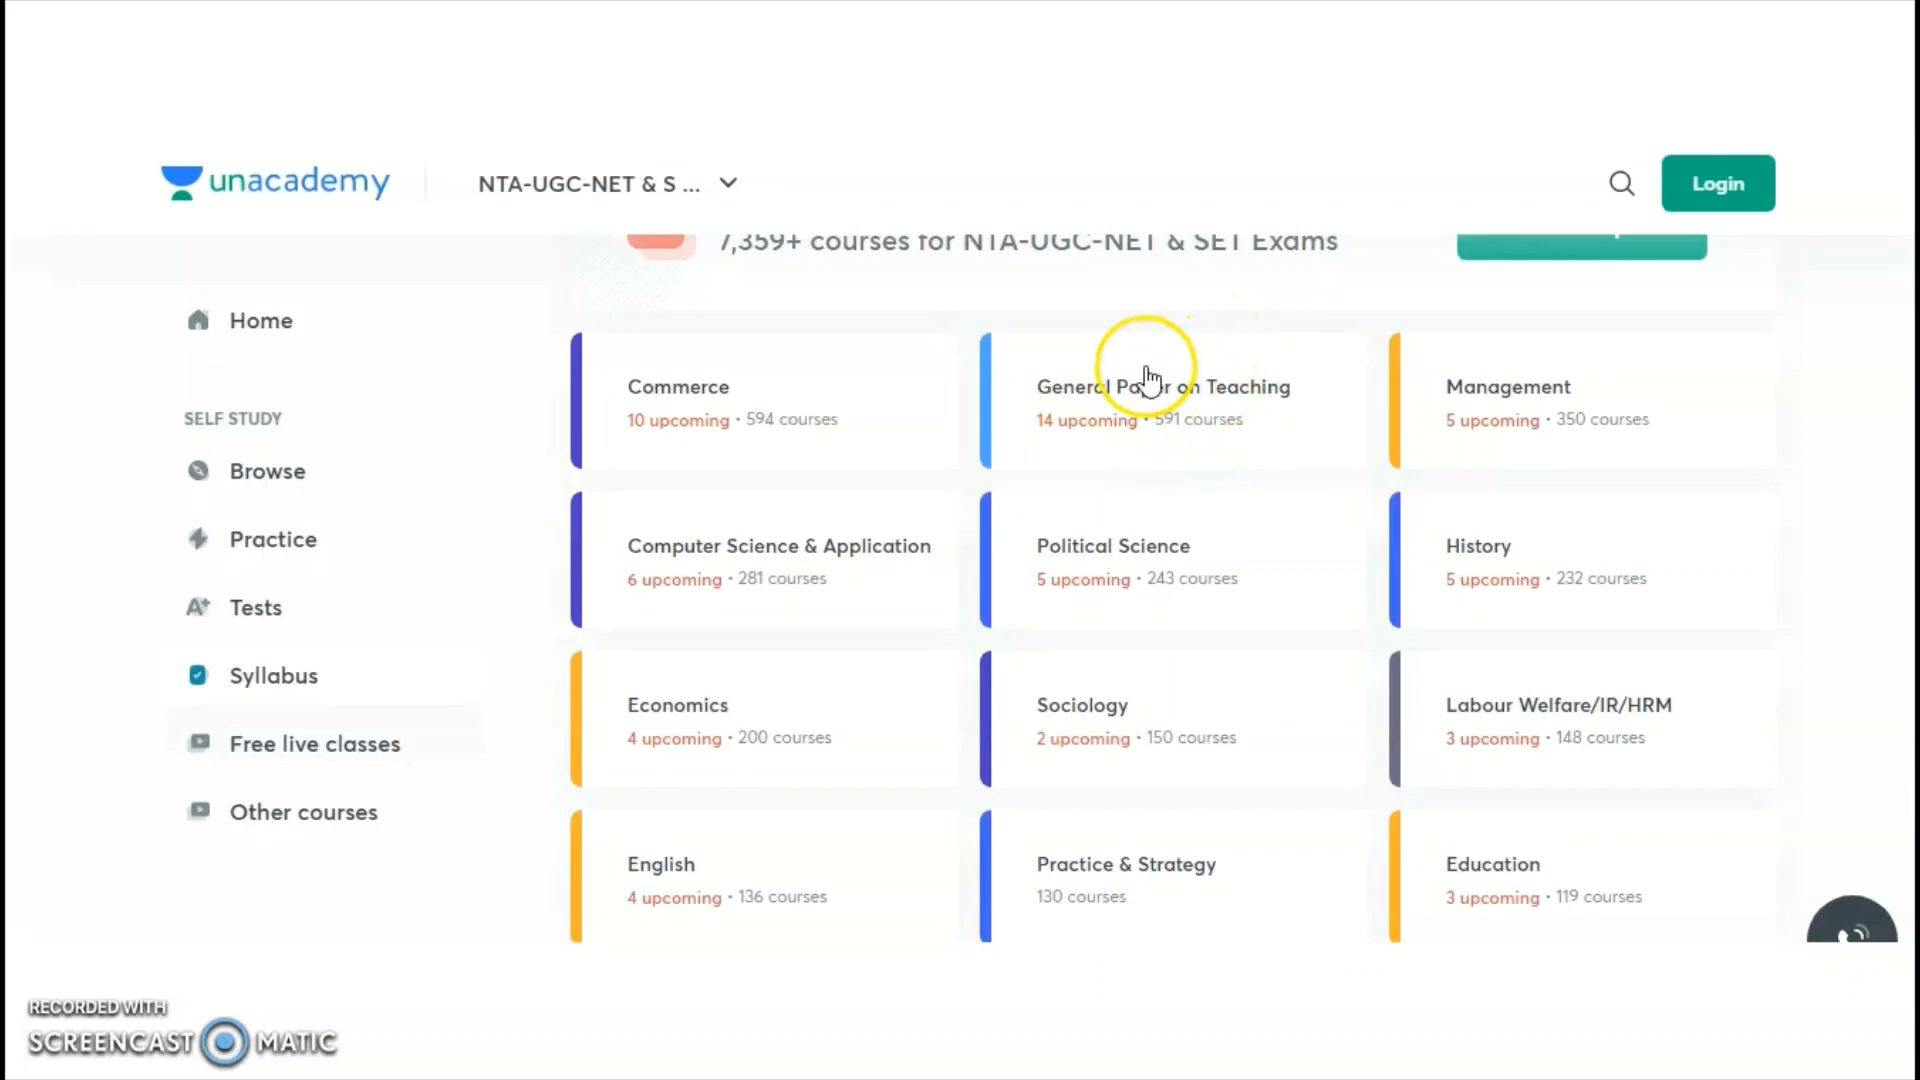 unacademy
NTA-UGC-NET & S ...
Login
7,359+ courses for NTA-UGC-NET & SET Exams
Home
SELF STUDY
Browse
Practice
Tests
Syllabus
Free live classes
Other courses
Commerce
10 upcoming • 594 courses
General Paper on Teaching
14 upcoming • 591 courses
Management
5 upcoming • 350 courses
Computer Science & Application
6 upcoming • 281 courses
Political Science
5 upcoming • 243 courses
History
5 upcoming • 232 courses
Economics
4 upcoming • 200 courses
Sociology
2 upcoming • 150 courses
Labour Welfare/IR/HRM
3 upcoming • 148 courses
English
4 upcoming • 136 courses
Practice & Strategy
130 courses
Education
3 upcoming • 119 courses
RECORDED WITH
SCREENCAST MATIC